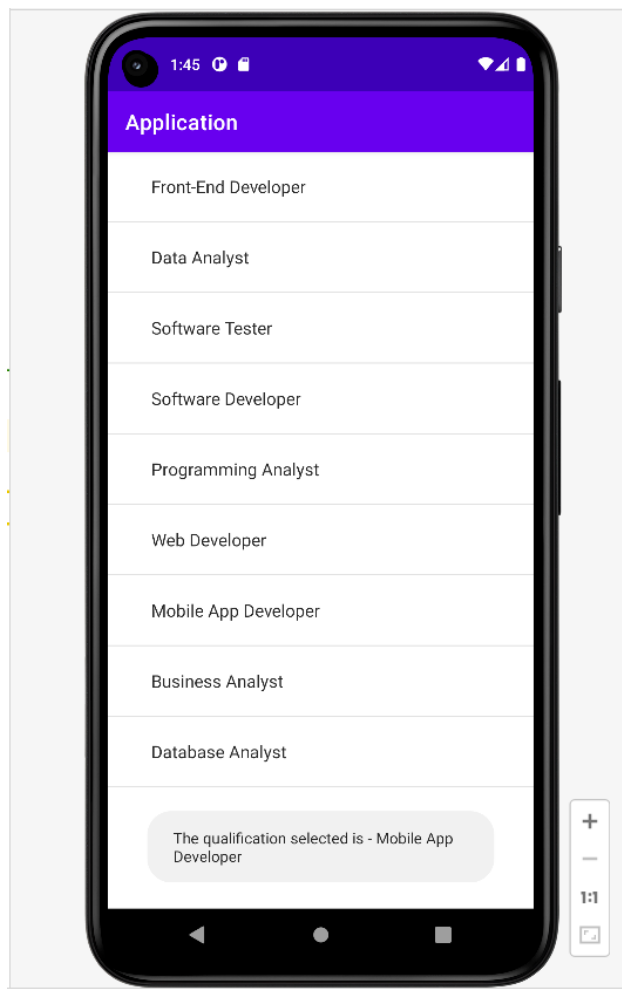 1:45
Application
Front-End Developer
Data Analyst
Software Tester
Software Developer
Programming Analyst
Web Developer
Mobile App Developer
Business Analyst
Database Analyst
The qualification selected is - Mobile App
Developer
1:1